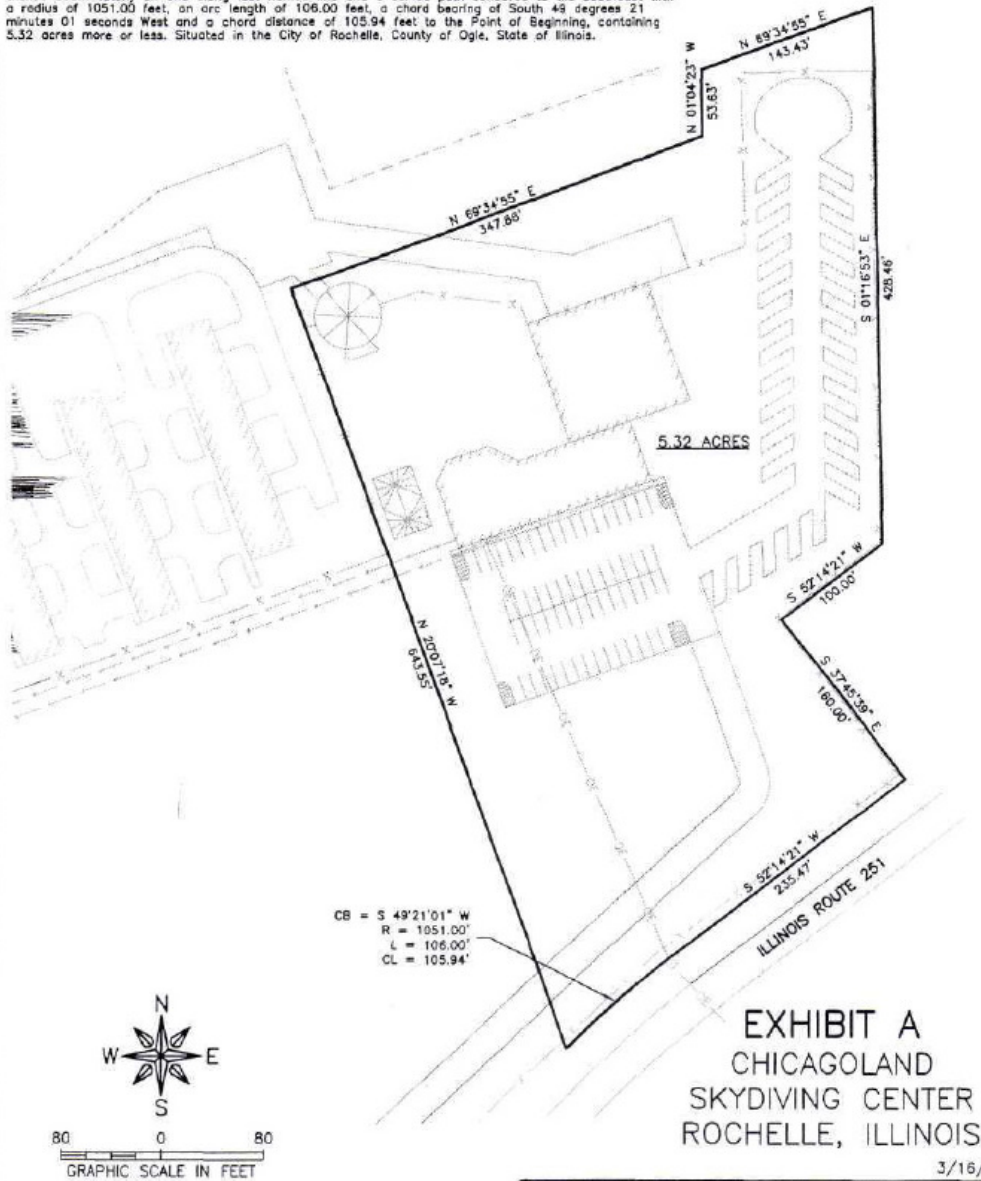 a radius of 1051.00 feet, an arc length of 106.00 feet, a chord bearing of South 49 degrees 21
minutes 01 seconds West and a chord distance of 105.94 feet to the Point of Beginning, containing
5.32 acres more or less. Situated in the City of Rochelle, County of Ogle, State of Illinois.
N 69°34'55" E
143.43'
N 01°04'23" W
53.63'
N 69°34'55" E
347.86'
S 01°16'53" E
428.46'
5.32 ACRES
S 52°14'21" W
100.00'
N 20°07'18" W
643.55'
S 37°45'39" E
160.00'
S 52°14'21" W
235.47'
ILLINOIS ROUTE 251
CB = S 49°21'01" W
R = 1051.00'
L = 106.00'
CL = 105.94'
N
W E
S
80 0 80
GRAPHIC SCALE IN FEET
EXHIBIT A
CHICAGOLAND
SKYDIVING CENTER
ROCHELLE, ILLINOIS
3/16/